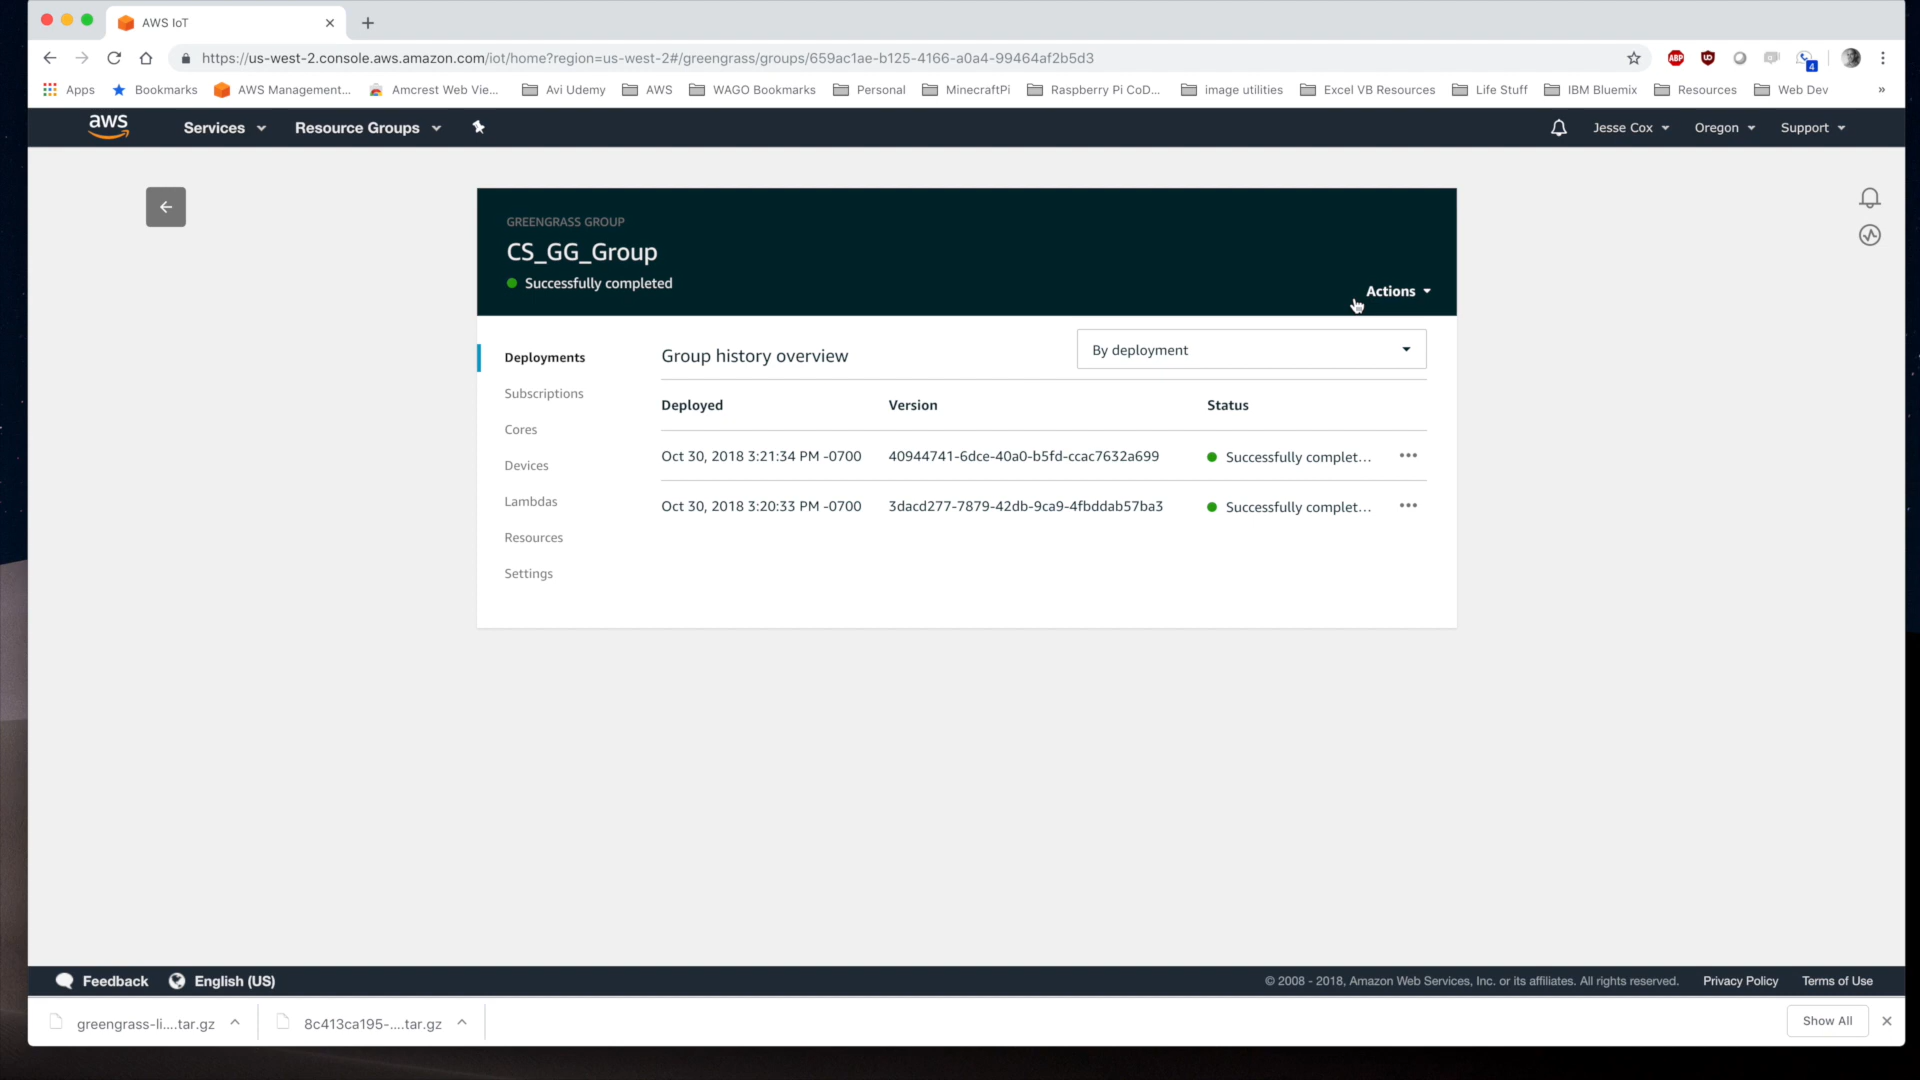 AWS IoT
https://us-west-2.console.aws.amazon.com/iot/home?region=us-west-2#/greengrass/groups/659ac1ae-b125-4166-a0a4-99464af2b5d3
ABP
4
Apps Bookmarks AWS Management... Amcrest Web Vie... Avi Udemy AWS WAGO Bookmarks Personal MinecraftPi Raspberry Pi CoD... image utilities Excel VB Resources Life Stuff IBM Bluemix Resources Web Dev »
aws Services Resource Groups Jesse Cox Oregon Support
GREENGRASS GROUP
CS_GG_Group
Successfully completed
Actions
Deployments
Subscriptions
Cores
Devices
Lambdas
Resources
Settings
Group history overview
By deployment
Deployed Version Status
Oct 30, 2018 3:21:34 PM -0700 40944741-6dce-40a0-b5fd-ccac7632a699 Successfully complet... •••
Oct 30, 2018 3:20:33 PM -0700 3dacd277-7879-42db-9ca9-4fbddab57ba3 Successfully complet... •••
Feedback English (US) © 2008 - 2018, Amazon Web Services, Inc. or its affiliates. All rights reserved. Privacy Policy Terms of Use
greengrass-li....tar.gz 8c413ca195-....tar.gz Show All